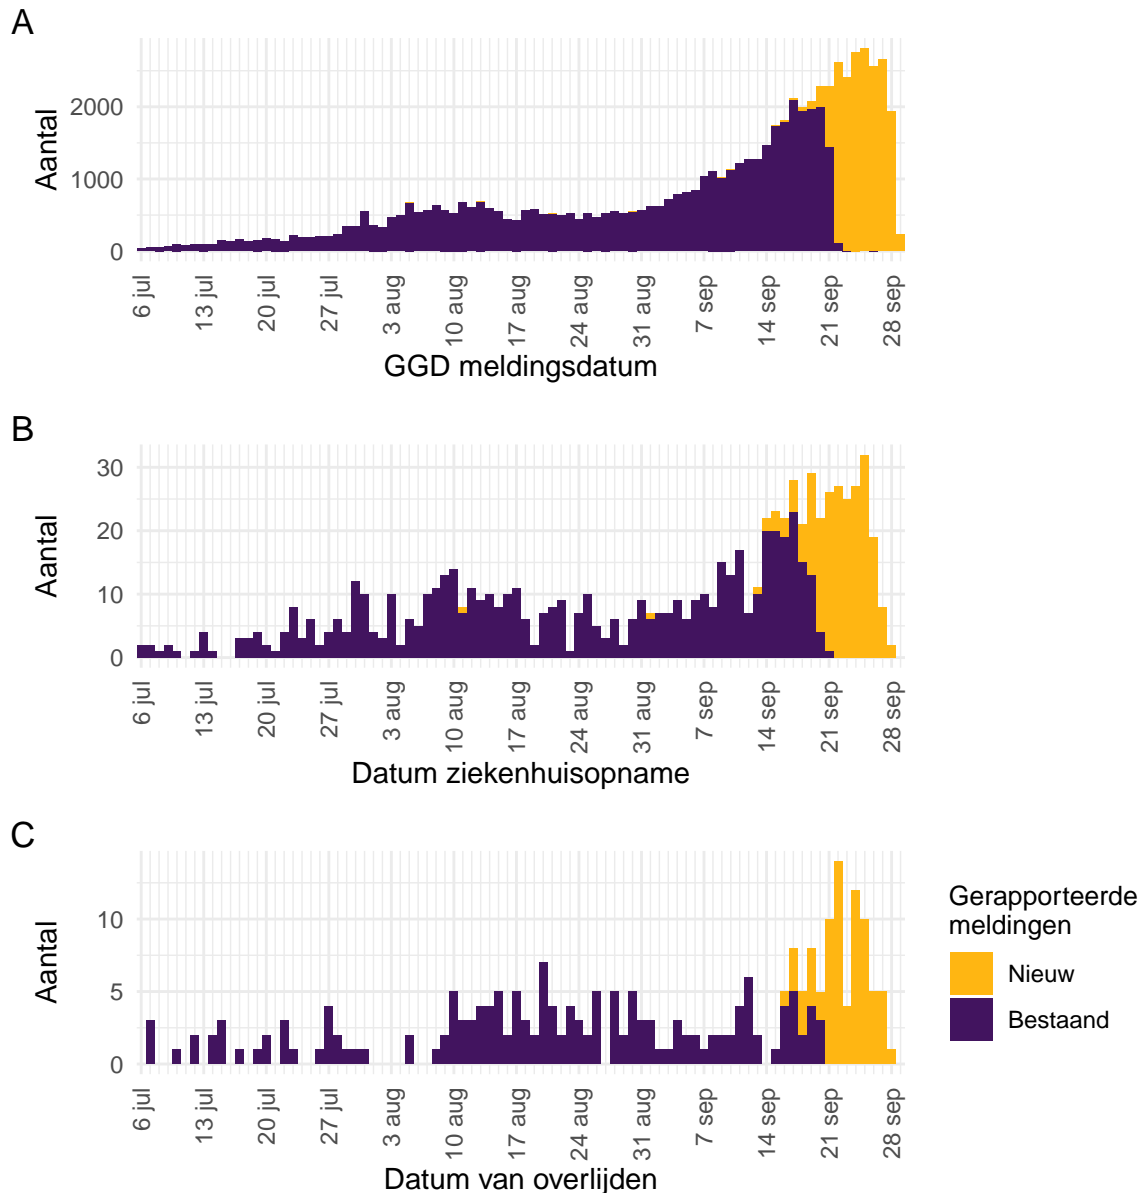 A
Aantal
2000
1000
0
6 jul 13 jul 20 jul 27 jul 3 aug 10 aug 17 aug 24 aug 31 aug 7 sep 14 sep 21 sep 28 sep
GGD meldingsdatum
B
Aantal
30
20
10
0
6 jul 13 jul 20 jul 27 jul 3 aug 10 aug 17 aug 24 aug 31 aug 7 sep 14 sep 21 sep 28 sep
Datum ziekenhuisopname
C
Aantal
10
5
0
6 jul 13 jul 20 jul 27 jul 3 aug 10 aug 17 aug 24 aug 31 aug 7 sep 14 sep 21 sep 28 sep
Datum van overlijden
Gerapporteerde
meldingen
Nieuw
Bestaand